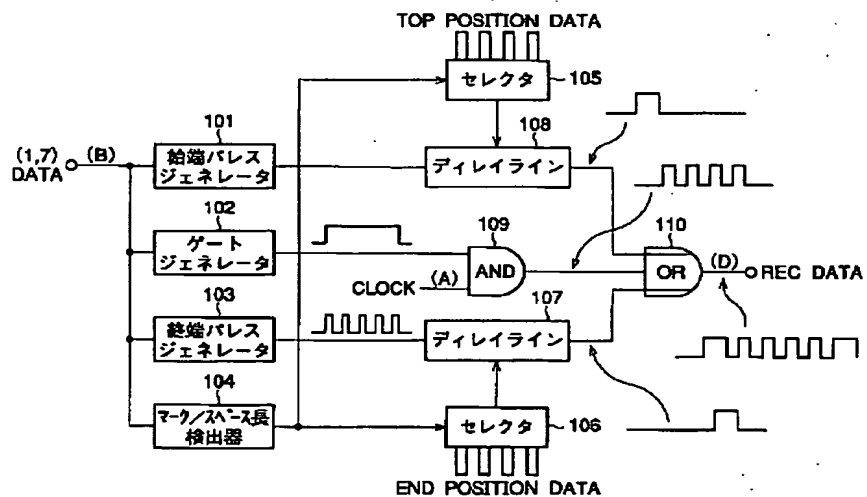 TOP POSITION DATA
セレクタ
105
101
108
(1,7)
DATA
(B)
始端パルス
ジェネレータ
ディレイライン
102
109
110
ゲート
ジェネレータ
AND
OR
(D)
REC DATA
CLOCK
(A)
103
107
終端パルス
ジェネレータ
ディレイライン
104
マーク/スペース長
検出器
セレクタ
106
END POSITION DATA